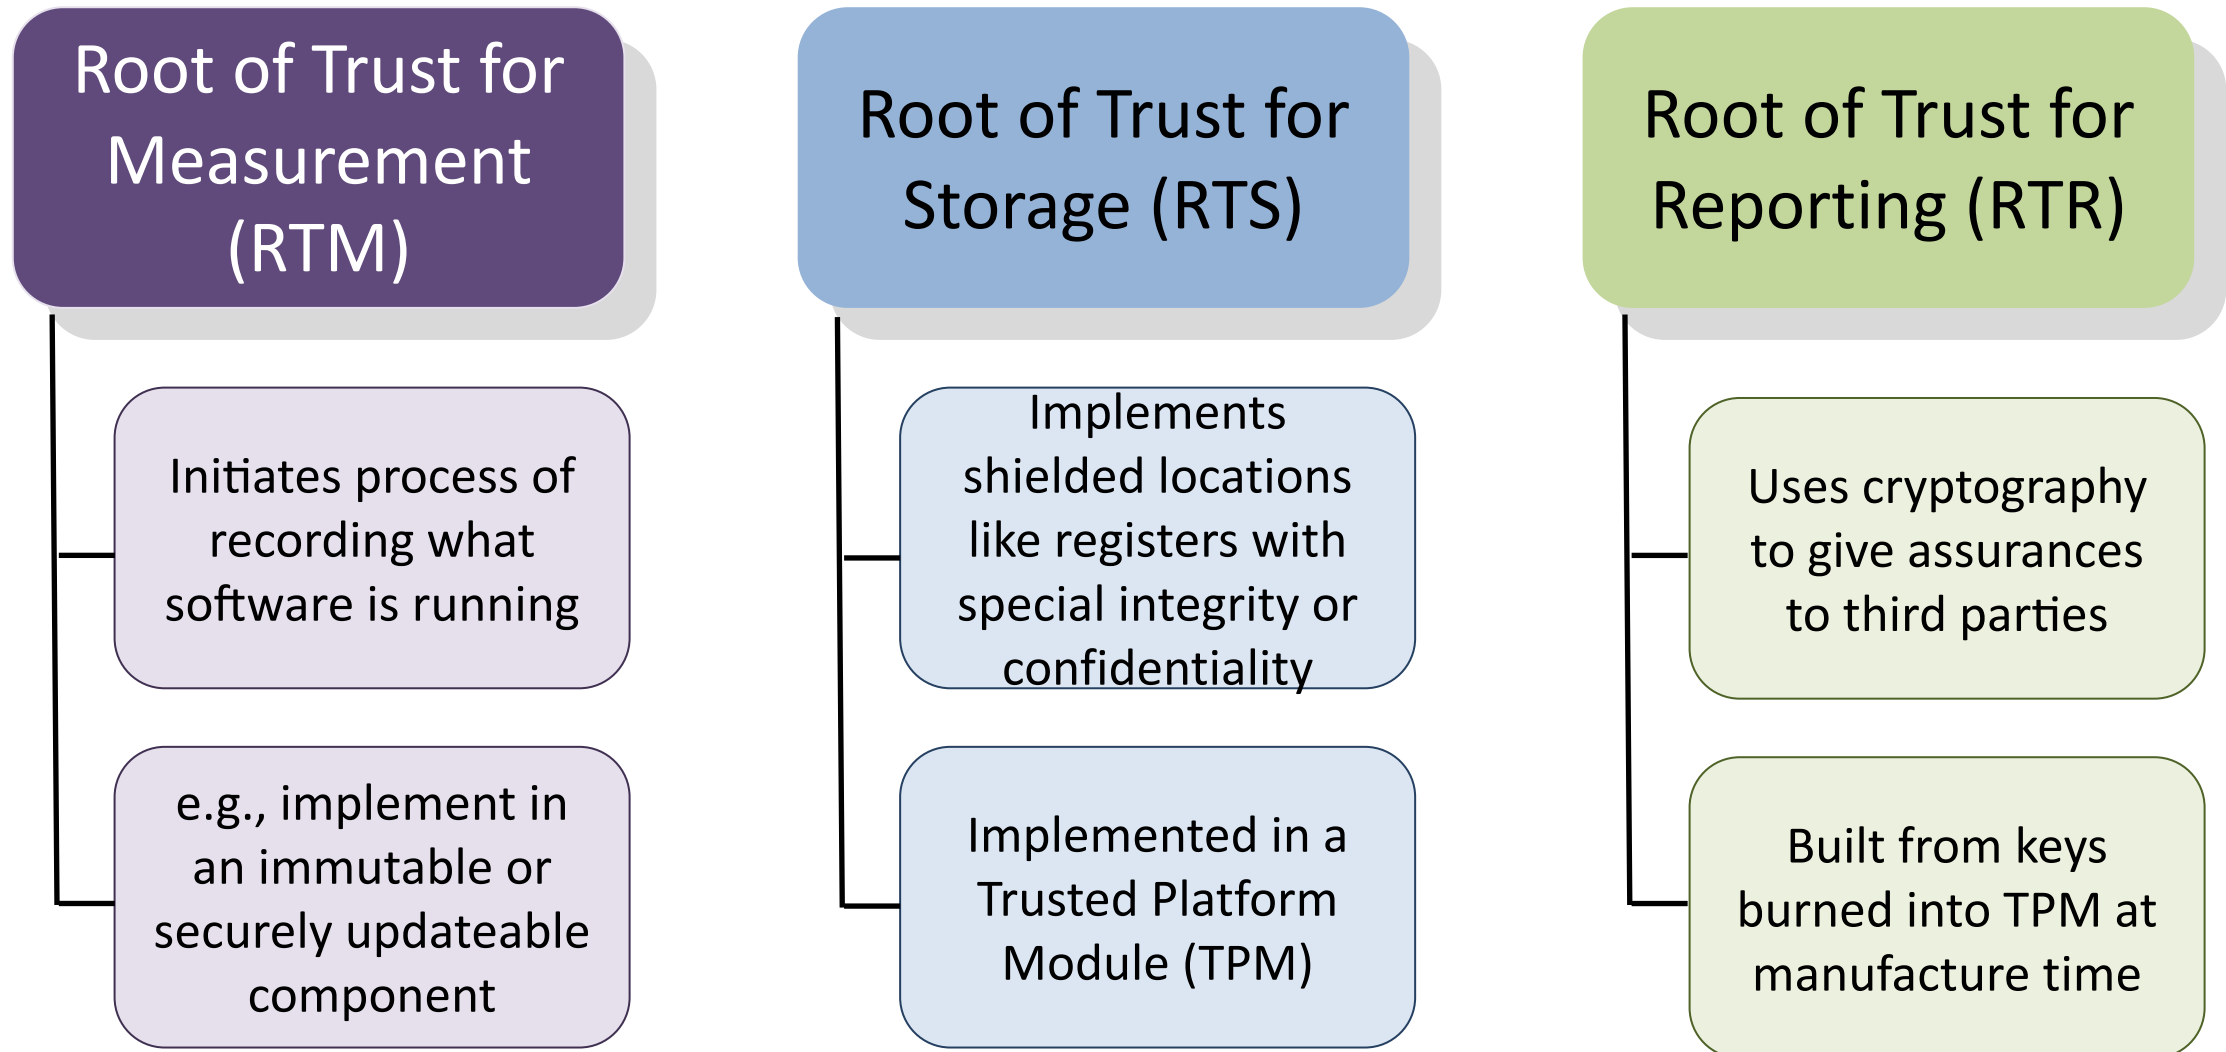 Root of Trust for
Measurement
(RTM)
Initiates process of
recording what
software is running
e.g., implement in
an immutable or
securely updateable
component
Root of Trust for
Storage (RTS)
Implements
shielded locations
like registers with
special integrity or
confidentiality
Implemented in a
Trusted Platform
Module (TPM)
Root of Trust for
Reporting (RTR)
Uses cryptography
to give assurances
to third parties
Built from keys
burned into TPM at
manufacture time